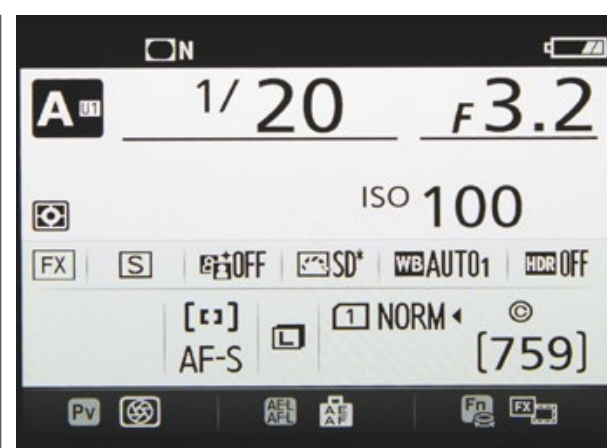 N
A U1 1/20 F3.2
ISO 100
FX S OFF SD* WB AUTO1 HDR OFF
[ ] AF-S L 1 NORM © [759]
Pv AE-L AF-L AE AF Fn FX